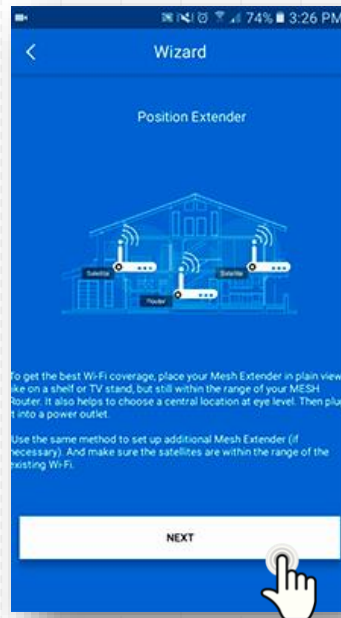 74% 3:26 PM
Wizard
Position Extender
Satellite
Satellite
Router
To get the best Wi-Fi coverage, place your Mesh Extender in plain view
like on a shelf or TV stand, but still within the range of your MESH
Router. It also helps to choose a central location at eye level. Then plu
it into a power outlet.
Use the same method to set up additional Mesh Extender (if
necessary). And make sure the satellites are within the range of the
existing Wi-Fi.
NEXT